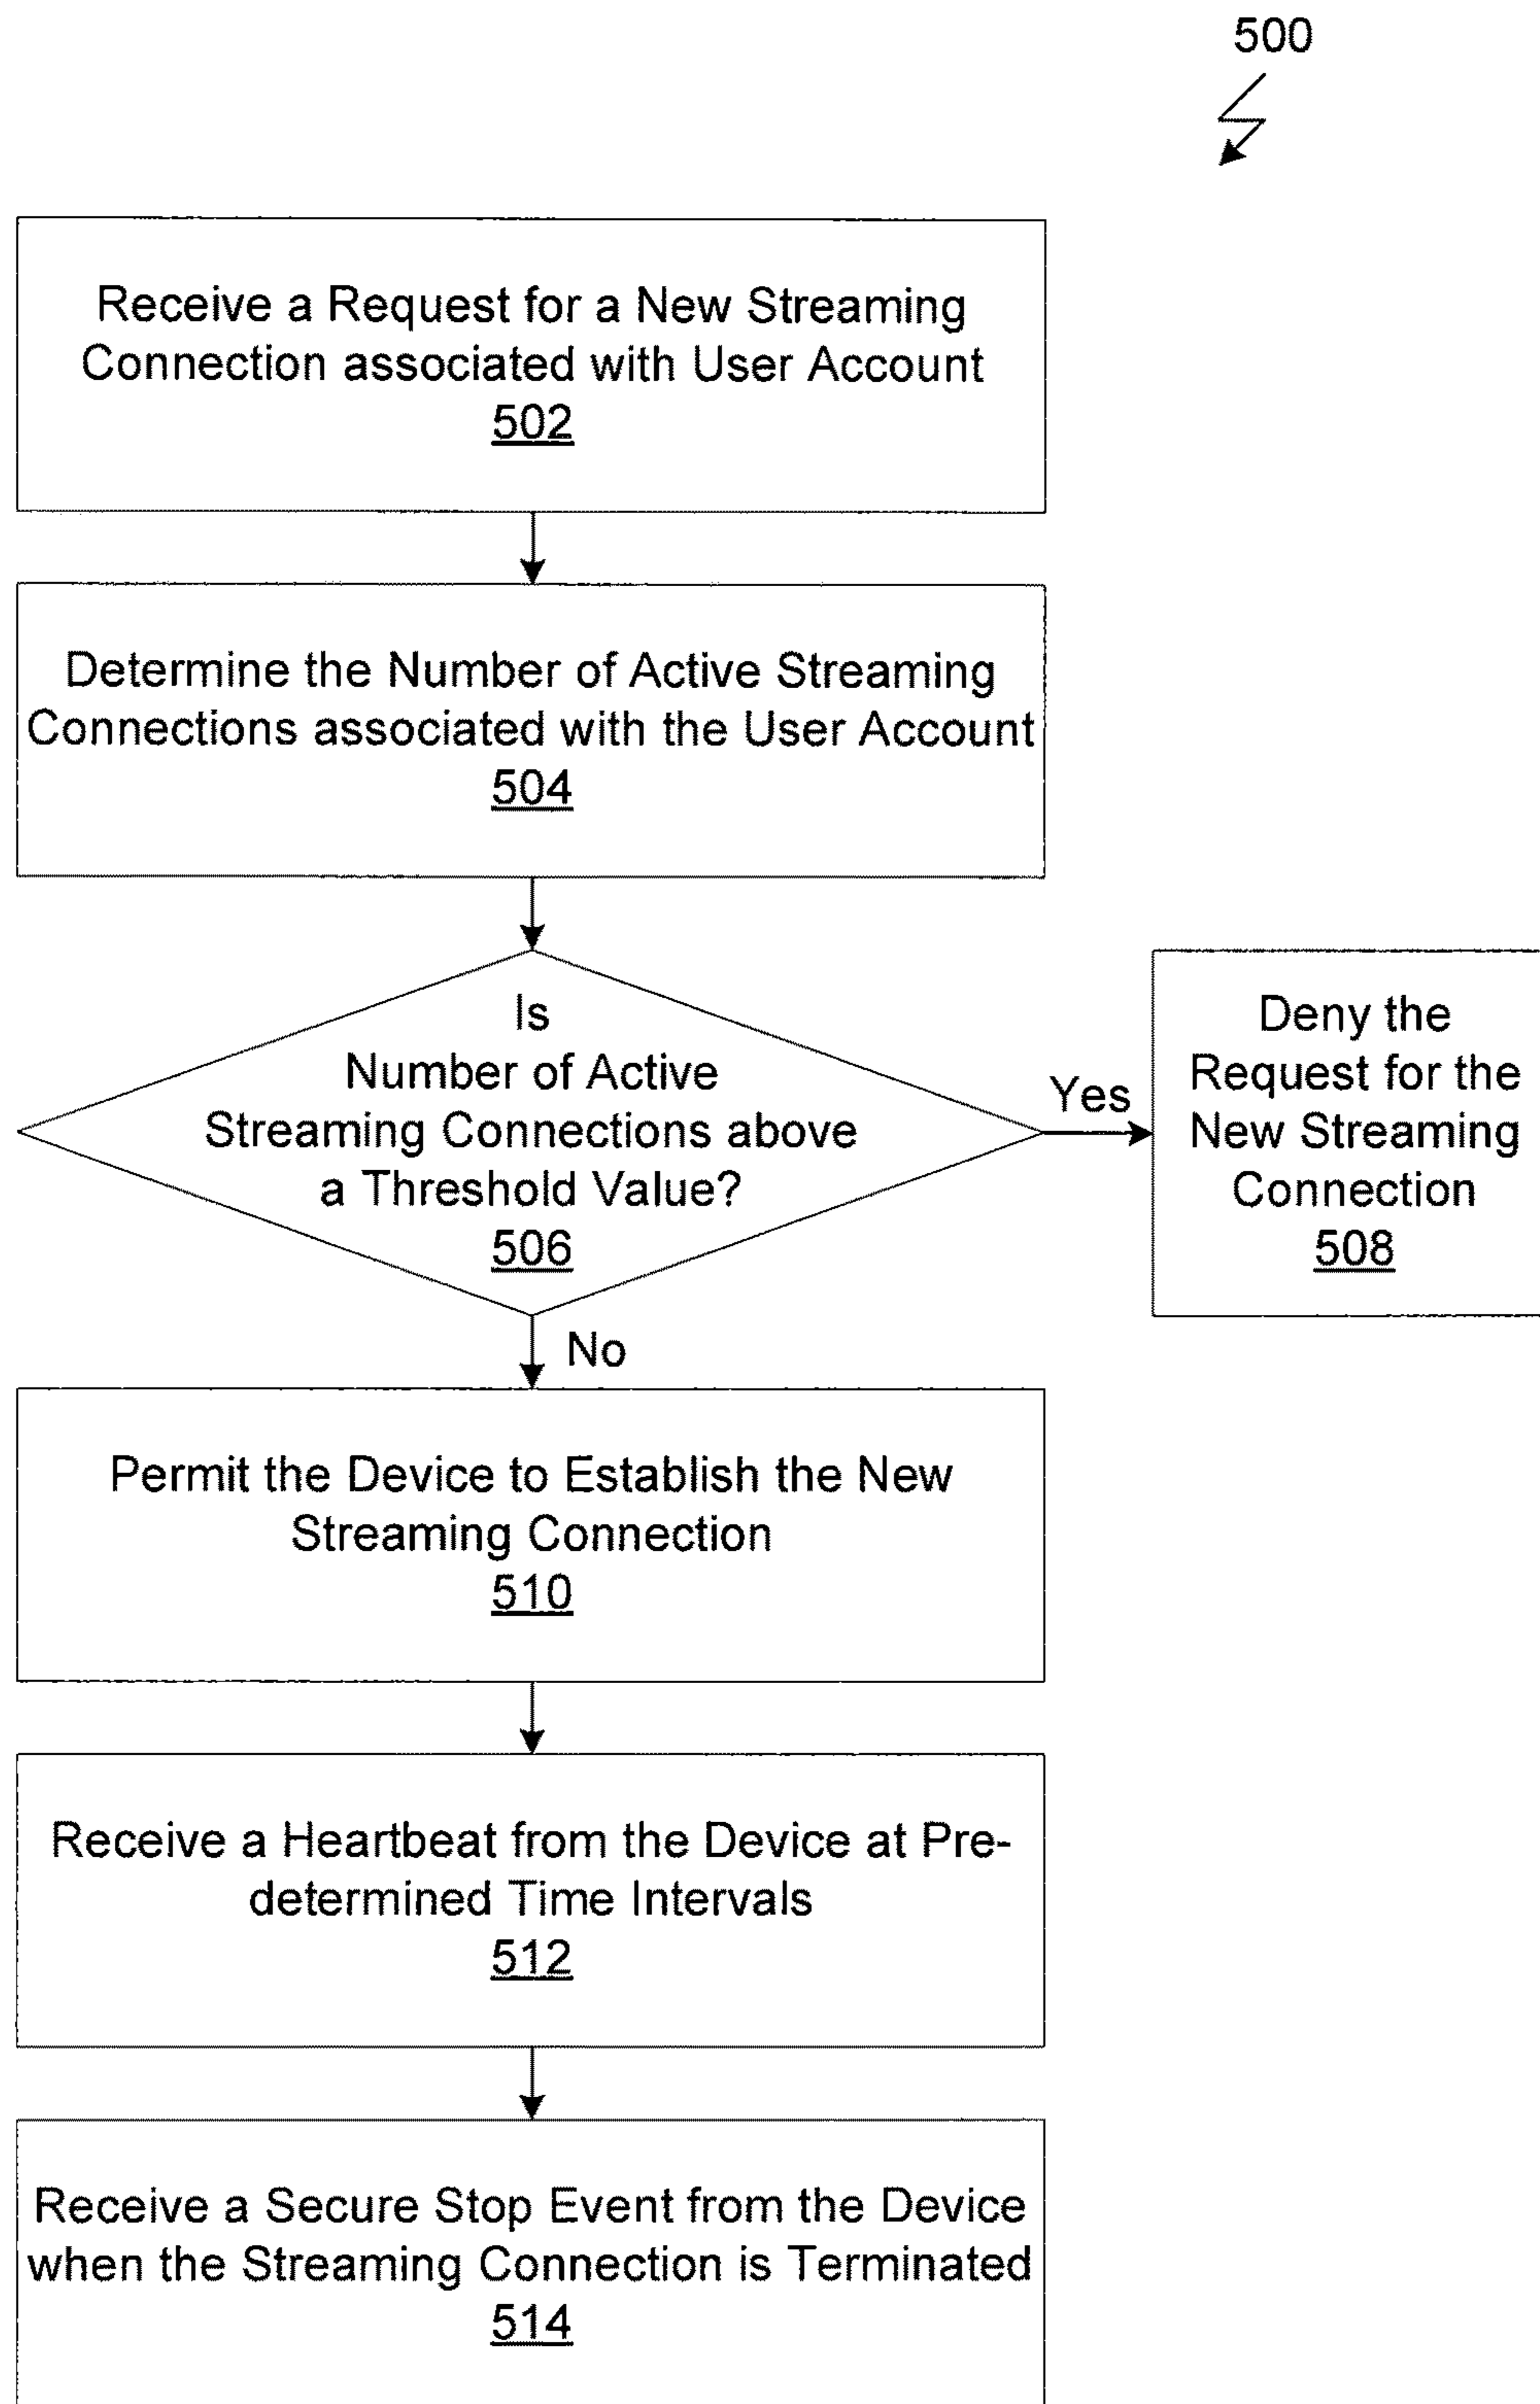 500
Receive a Request for a New Streaming
Connection associated with User Account
502
Determine the Number of Active Streaming
Connections associated with the User Account
504
Is
Number of Active
Streaming Connections above
a Threshold Value?
506
Yes
Deny the
Request for the
New Streaming
Connection
508
No
Permit the Device to Establish the New
Streaming Connection
510
Receive a Heartbeat from the Device at Pre-
determined Time Intervals
512
Receive a Secure Stop Event from the Device
when the Streaming Connection is Terminated
514